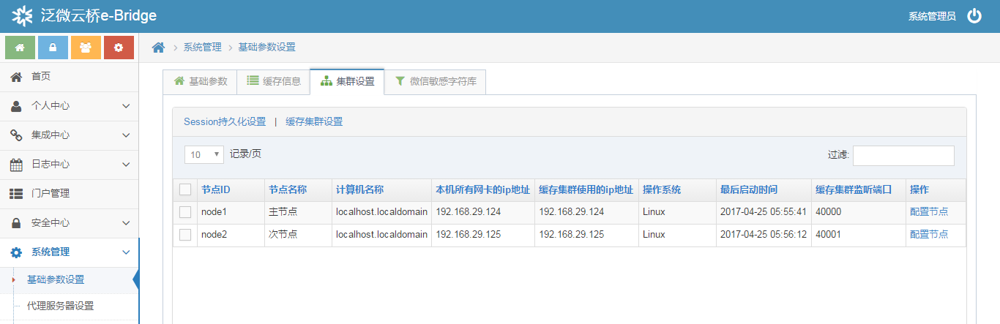 泛微云桥e-Bridge
系统管理员
系统管理 基础参数设置
首页
个人中心
集成中心
日志中心
门户管理
安全中心
系统管理
基础参数设置
代理服务器设置
基础参数 缓存信息 集群设置 微信敏感字符库
Session持久化设置 | 缓存集群设置
10 记录/页 过滤:
节点ID 节点名称 计算机名称 本机所有网卡的ip地址 缓存集群使用的ip地址 操作系统 最后启动时间 缓存集群监听端口 操作
node1 主节点 localhost.localdomain 192.168.29.124 192.168.29.124 Linux 2017-04-25 05:55:41 40000 配置节点
node2 次节点 localhost.localdomain 192.168.29.125 192.168.29.125 Linux 2017-04-25 05:56:12 40001 配置节点